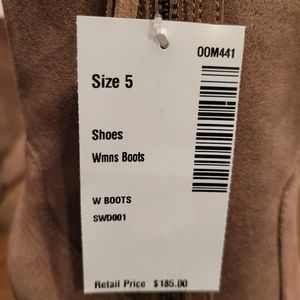 00M441
Size 5
Shoes
Wmns Boots
W BOOTS
SWD001
Retail Price $185.00